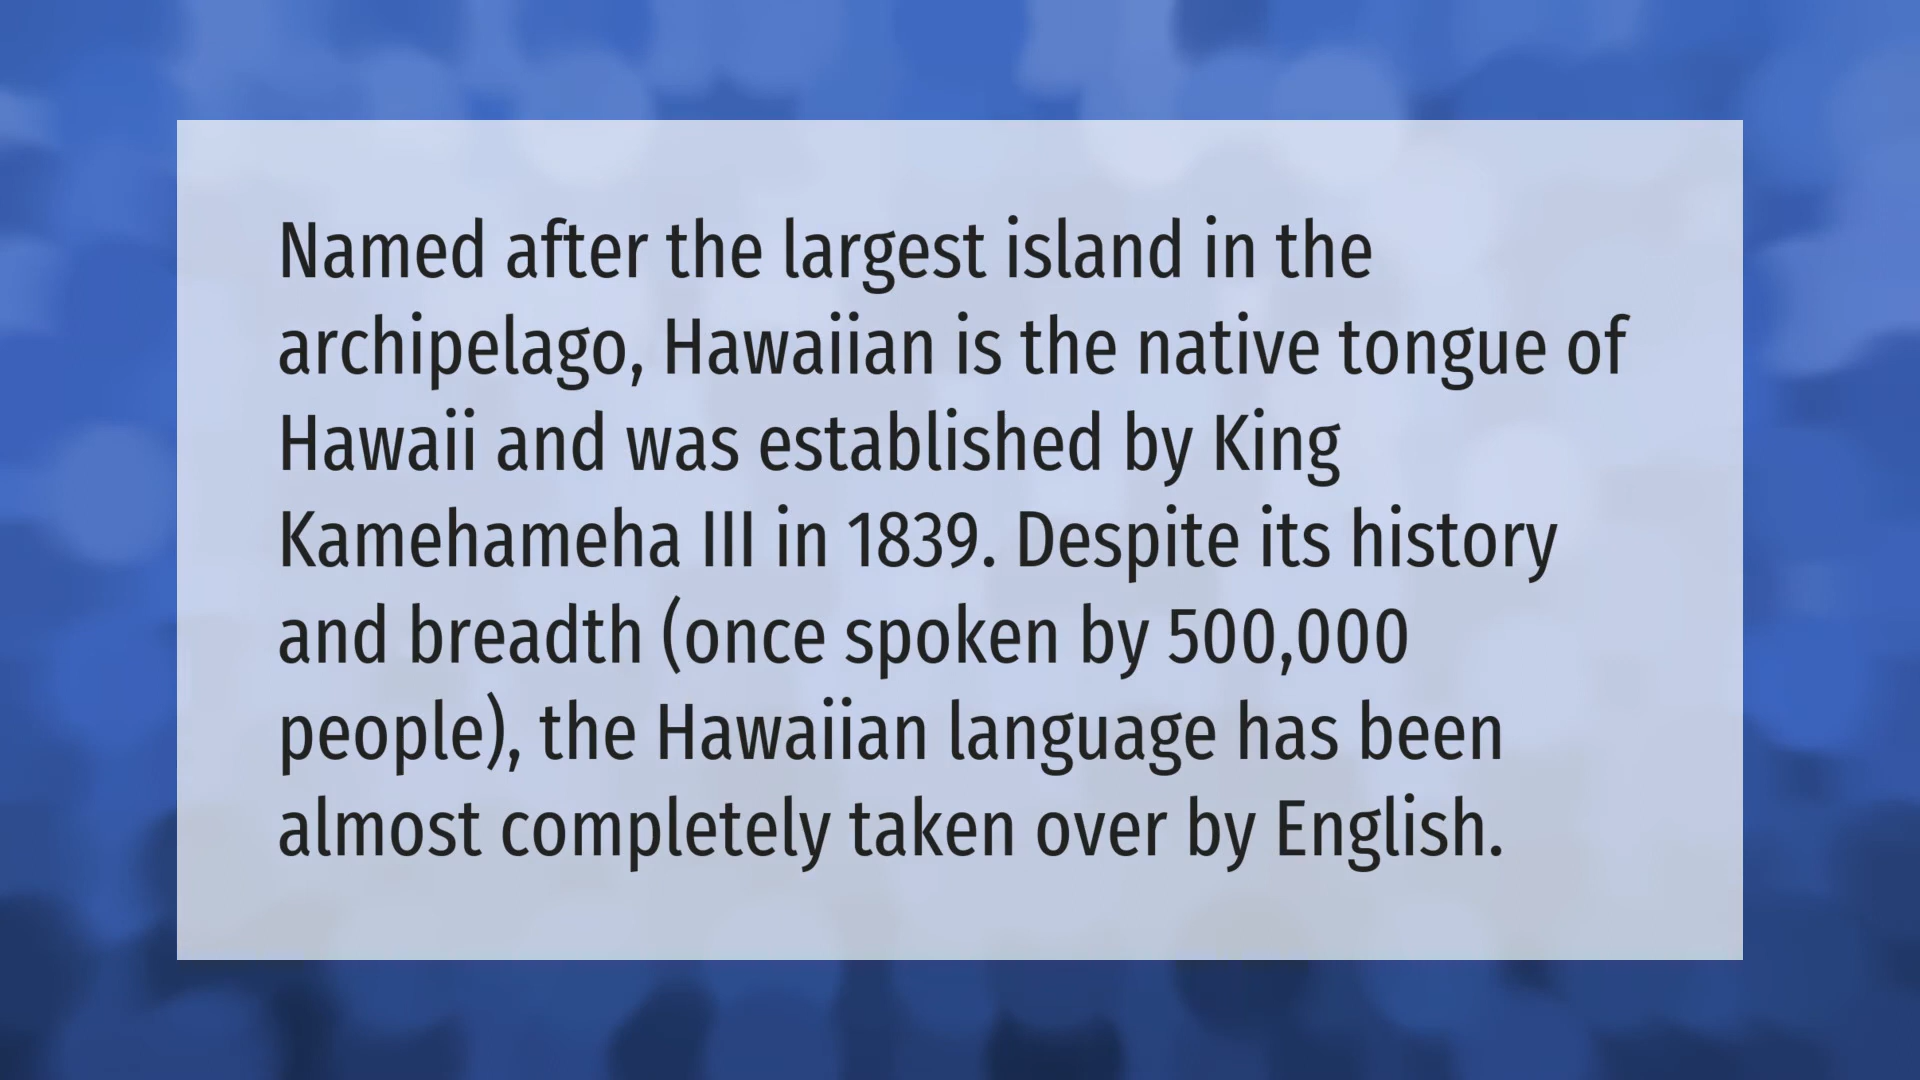 Named after the largest island in the
archipelago, Hawaiian is the native tongue of
Hawaii and was established by King
Kamehameha III in 1839. Despite its history
and breadth (once spoken by 500,000
people), the Hawaiian language has been
almost completely taken over by English.